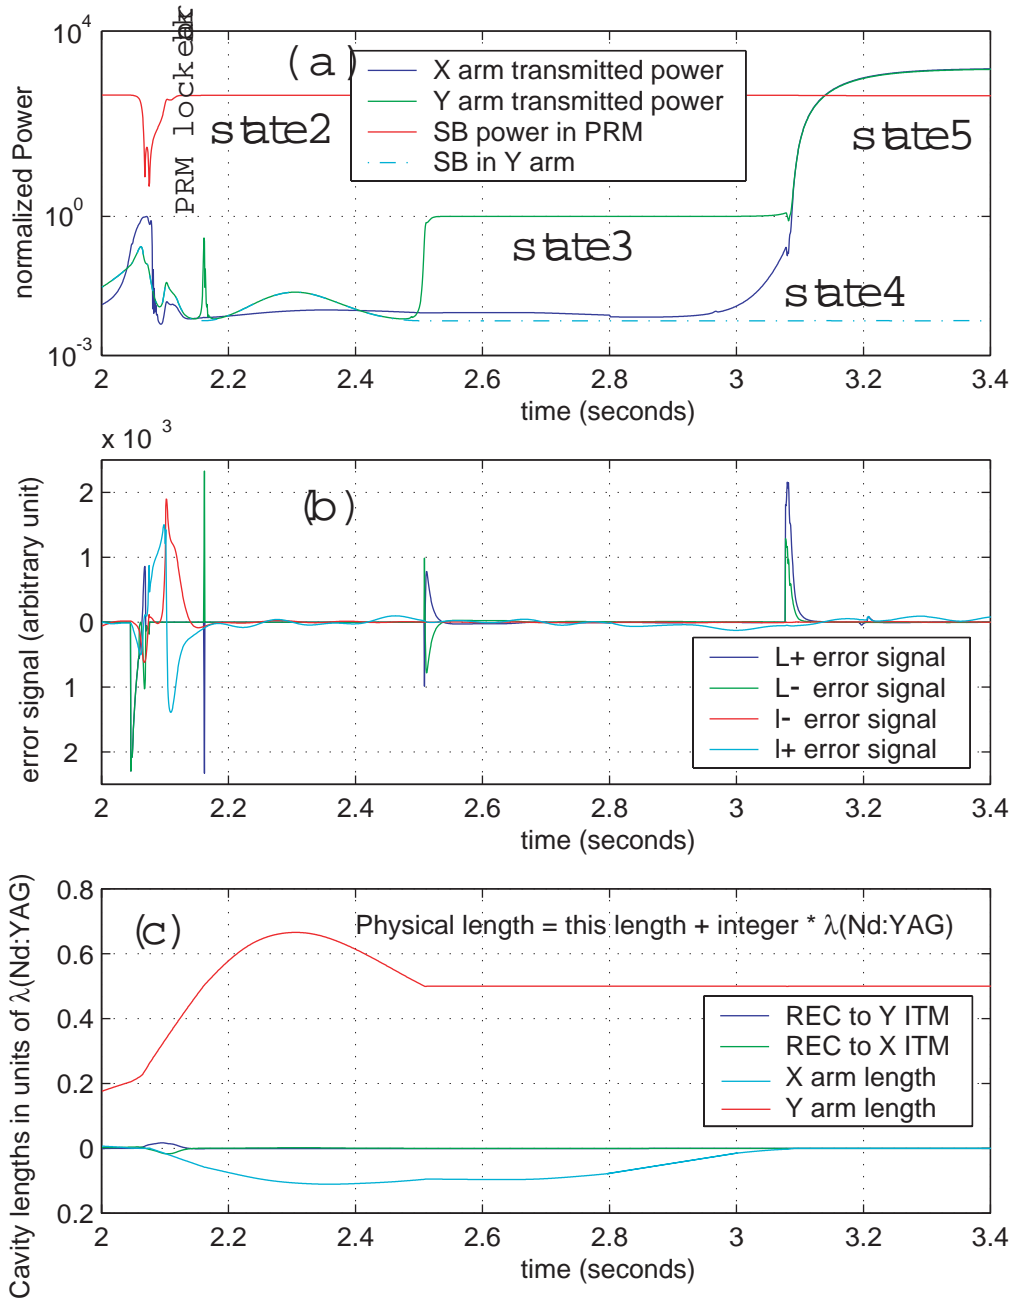 10^4
(a)
PRM locked
X arm transmitted power
Y arm transmitted power
SB power in PRM
SB in Y arm
state2
state5
normalized Power
10^0
state3
state4
10^-3
2 2.2 2.4 2.6 2.8 3 3.2 3.4
time (seconds)
x 10^3
(b)
2
1
0
1
2
error signal (arbitrary unit)
L+ error signal
L- error signal
l- error signal
l+ error signal
2 2.2 2.4 2.6 2.8 3 3.2 3.4
time (seconds)
0.8
(c)
Physical length = this length + integer * λ(Nd:YAG)
0.6
0.4
0.2
0
0.2
Cavity lengths in units of λ(Nd:YAG)
REC to Y ITM
REC to X ITM
X arm length
Y arm length
2 2.2 2.4 2.6 2.8 3 3.2 3.4
time (seconds)